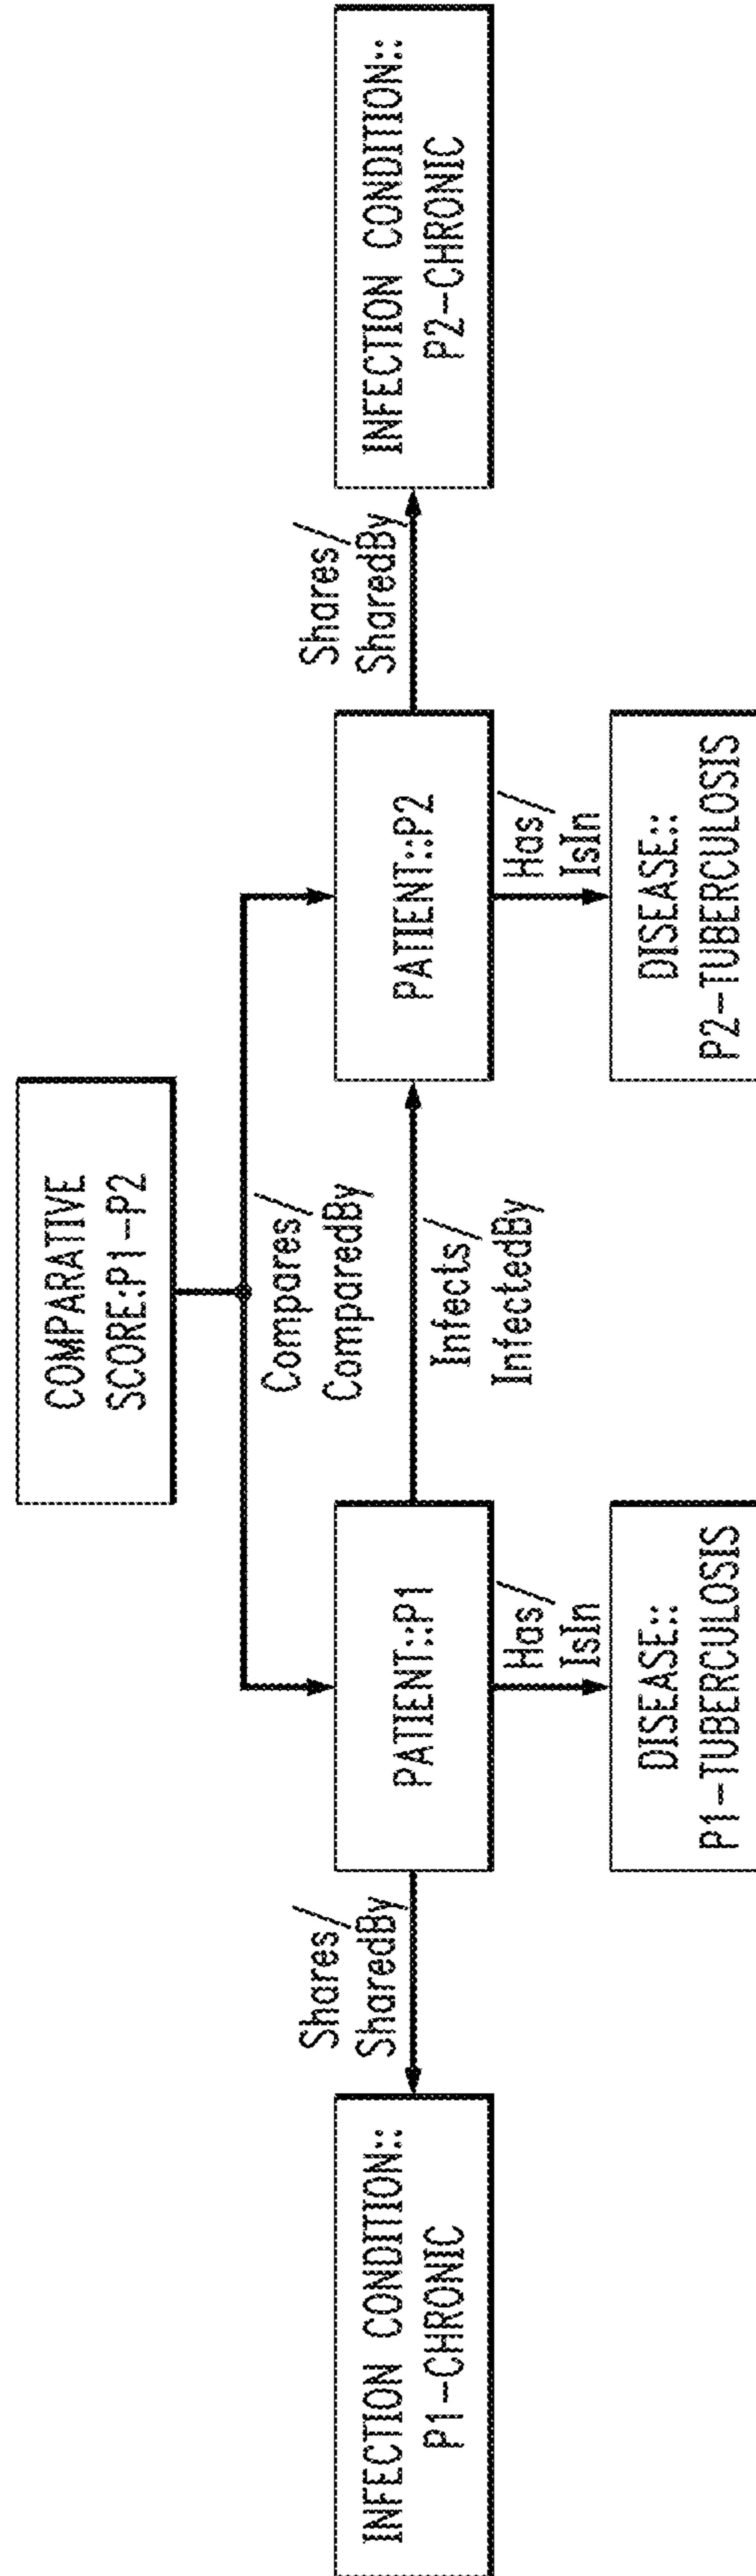 COMPARATIVE
SCORE:P1-P2
Compares/
ComparedBy
INFECTION CONDITION::
P1-CHRONIC
Shares/
SharedBy
PATIENT::P1
Infects/
InfectedBy
PATIENT::P2
Shares/
SharedBy
INFECTION CONDITION::
P2-CHRONIC
Has/
IsIn
Has/
IsIn
DISEASE::
P1-TUBERCULOSIS
DISEASE::
P2-TUBERCULOSIS